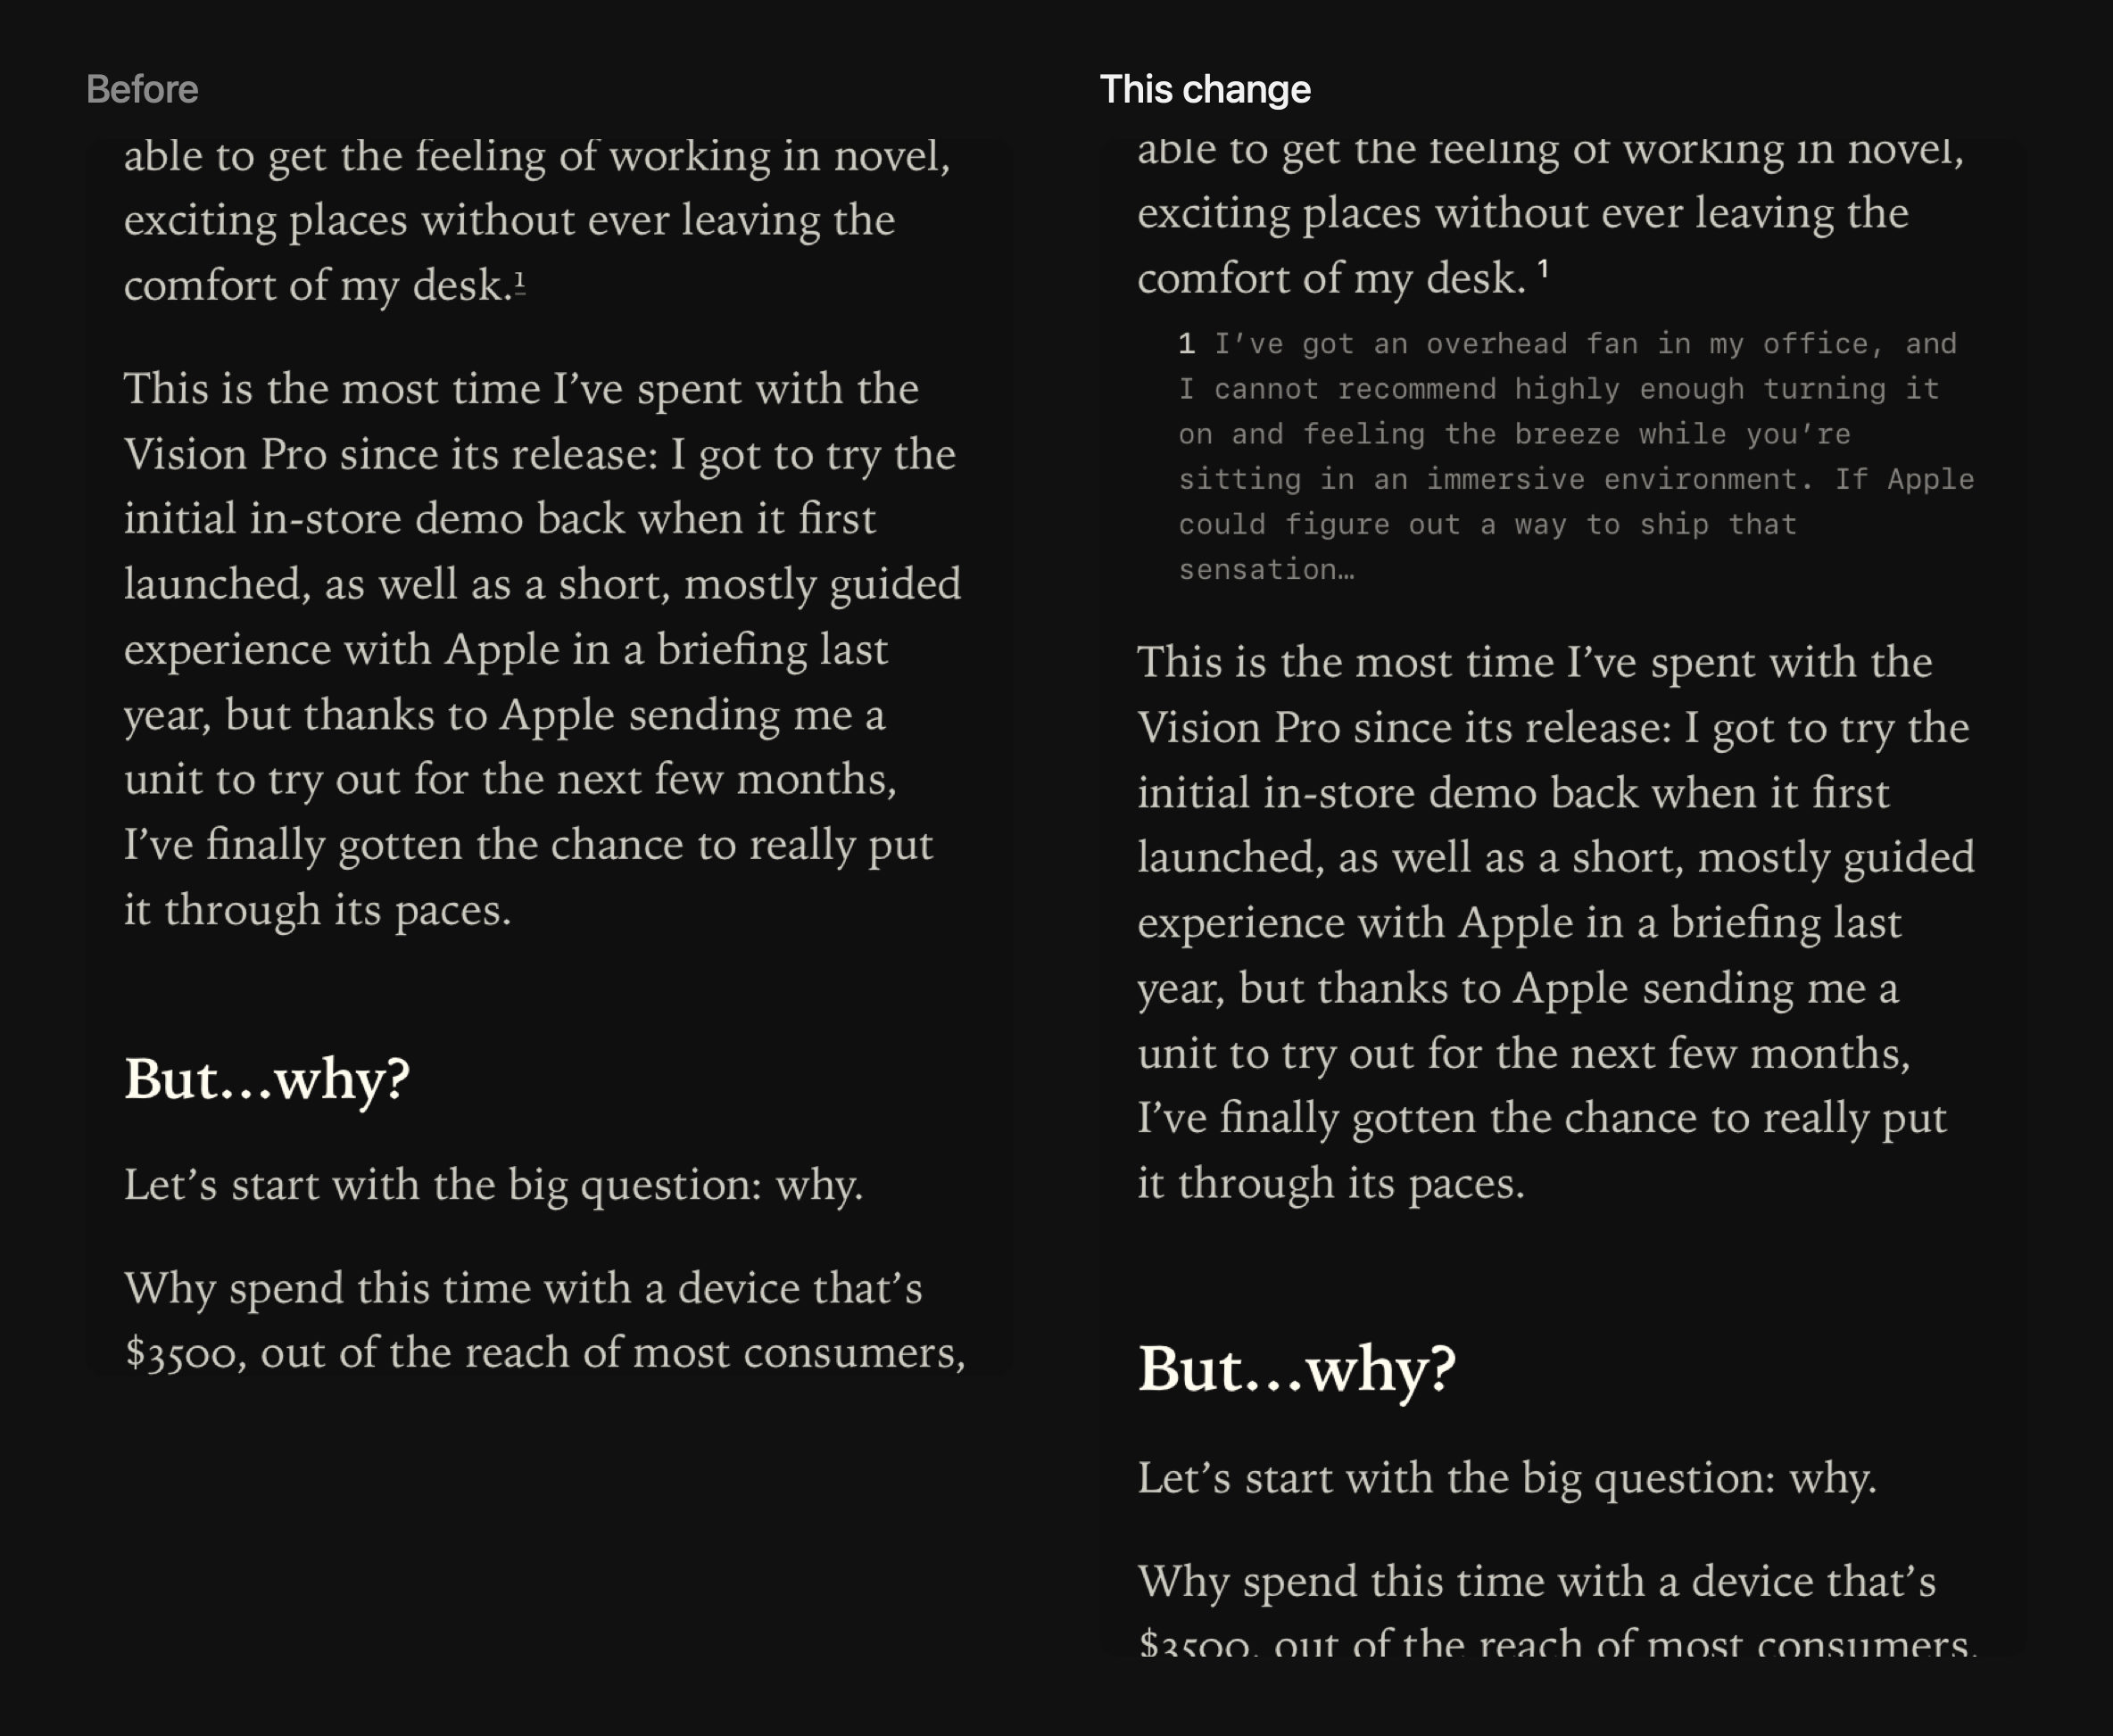 Before
able to get the feeling of working in novel,
exciting places without ever leaving the
comfort of my desk.1
This is the most time I’ve spent with the
Vision Pro since its release: I got to try the
initial in-store demo back when it first
launched, as well as a short, mostly guided
experience with Apple in a briefing last
year, but thanks to Apple sending me a
unit to try out for the next few months,
I’ve finally gotten the chance to really put
it through its paces.
But…why?
Let’s start with the big question: why.
Why spend this time with a device that’s
$3500, out of the reach of most consumers,
This change
able to get the feeling of working in novel,
exciting places without ever leaving the
comfort of my desk. 1
1 I’ve got an overhead fan in my office, and
I cannot recommend highly enough turning it
on and feeling the breeze while you’re
sitting in an immersive environment. If Apple
could figure out a way to ship that
sensation…
This is the most time I’ve spent with the
Vision Pro since its release: I got to try the
initial in-store demo back when it first
launched, as well as a short, mostly guided
experience with Apple in a briefing last
year, but thanks to Apple sending me a
unit to try out for the next few months,
I’ve finally gotten the chance to really put
it through its paces.
But…why?
Let’s start with the big question: why.
Why spend this time with a device that’s
$3500, out of the reach of most consumers,